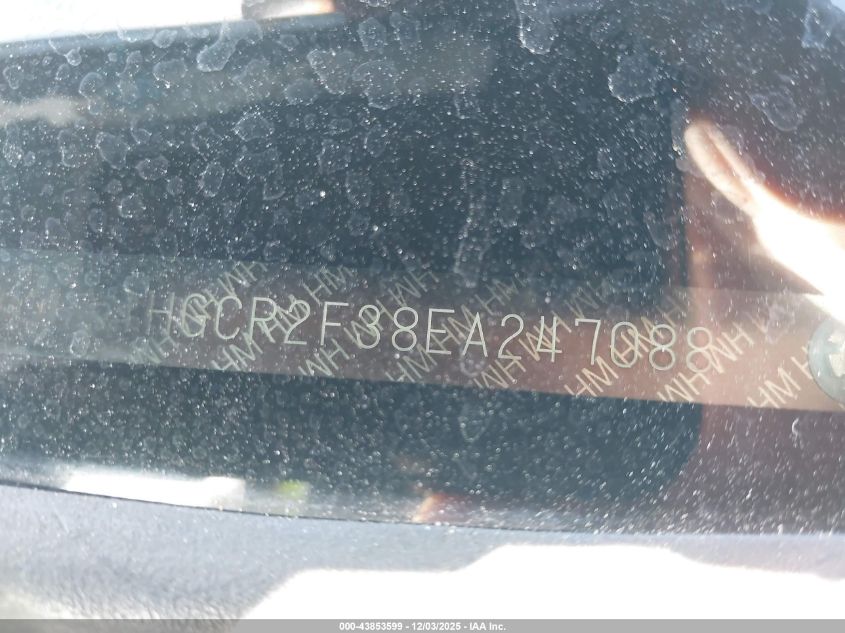 HGCR2F38EA247088
000-43853599 - 12/03/2025 - IAA Inc.